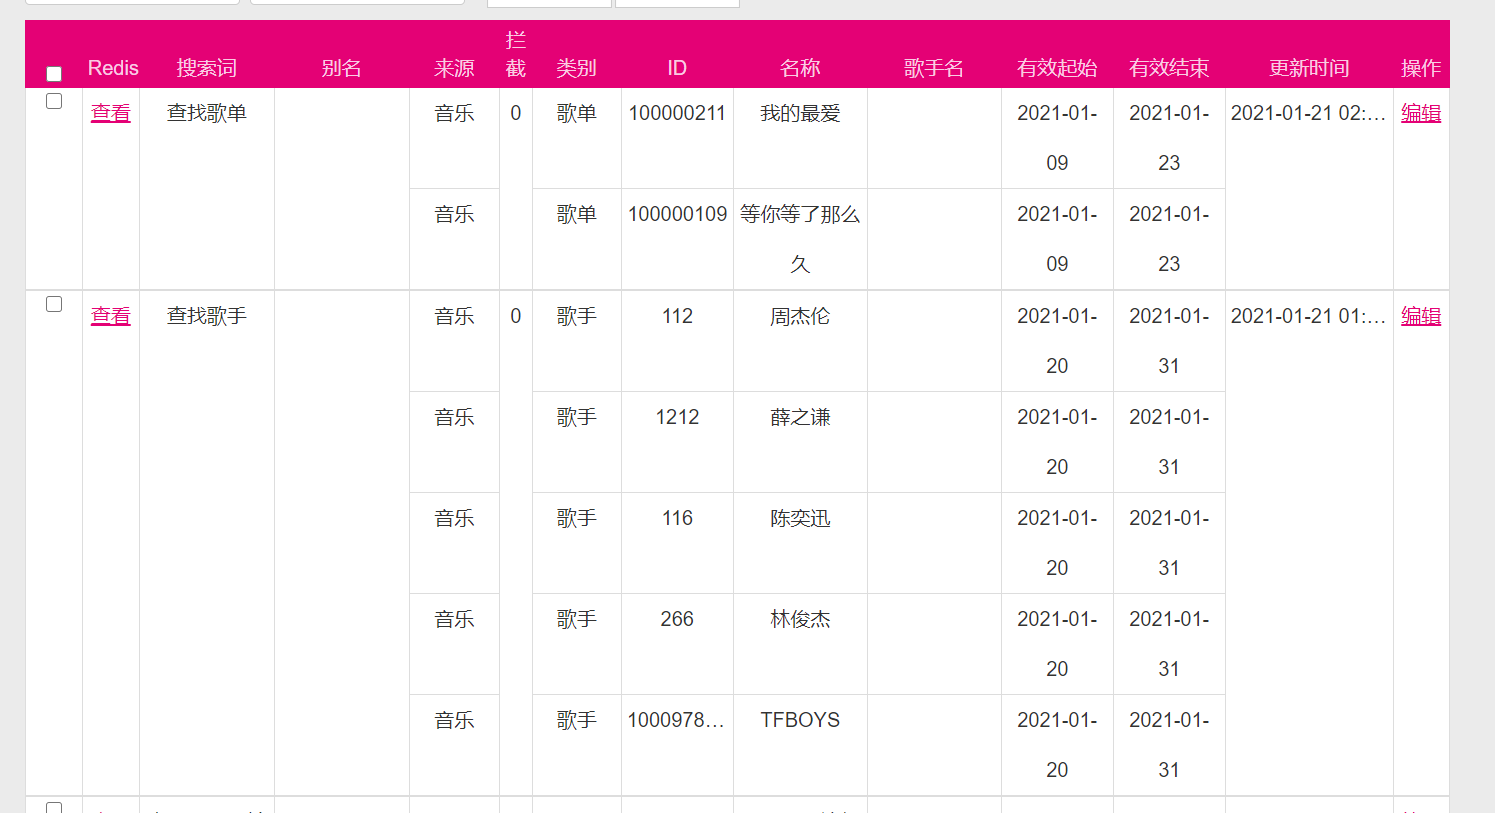 拦
Redis 搜索词 别名 来源 截 类别 ID 名称 歌手名 有效起始 有效结束 更新时间 操作
查看 查找歌单 音乐 0 歌单 100000211 我的最爱 2021-01- 2021-01- 2021-01-21 02:... 编辑
09 23
音乐 歌单 100000109 等你等了那么 2021-01- 2021-01-
久 09 23
查看 查找歌手 音乐 0 歌手 112 周杰伦 2021-01- 2021-01- 2021-01-21 01:... 编辑
20 31
音乐 歌手 1212 薛之谦 2021-01- 2021-01-
20 31
音乐 歌手 116 陈奕迅 2021-01- 2021-01-
20 31
音乐 歌手 266 林俊杰 2021-01- 2021-01-
20 31
音乐 歌手 1000978... TFBOYS 2021-01- 2021-01-
20 31